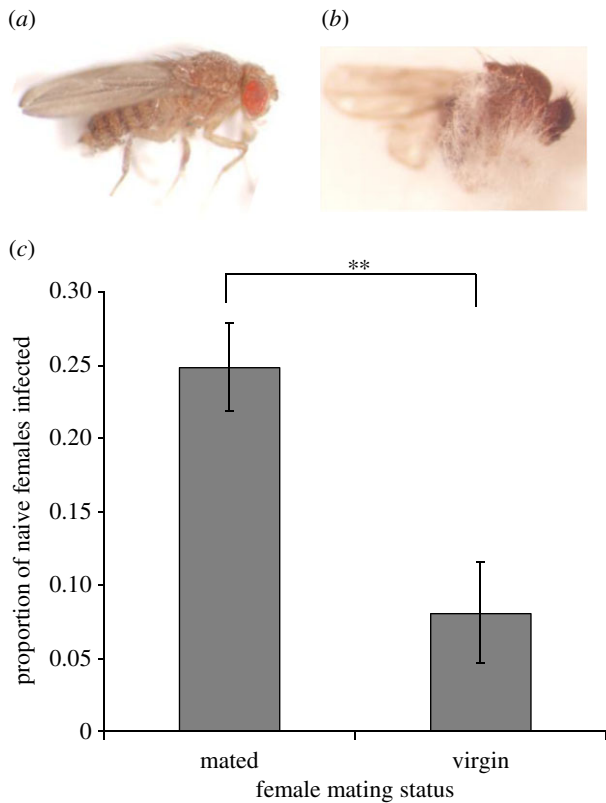 (a)
(b)
(c)
**
0.30
0.25
0.20
0.15
0.10
0.05
0
proportion of naive females infected
mated
virgin
female mating status